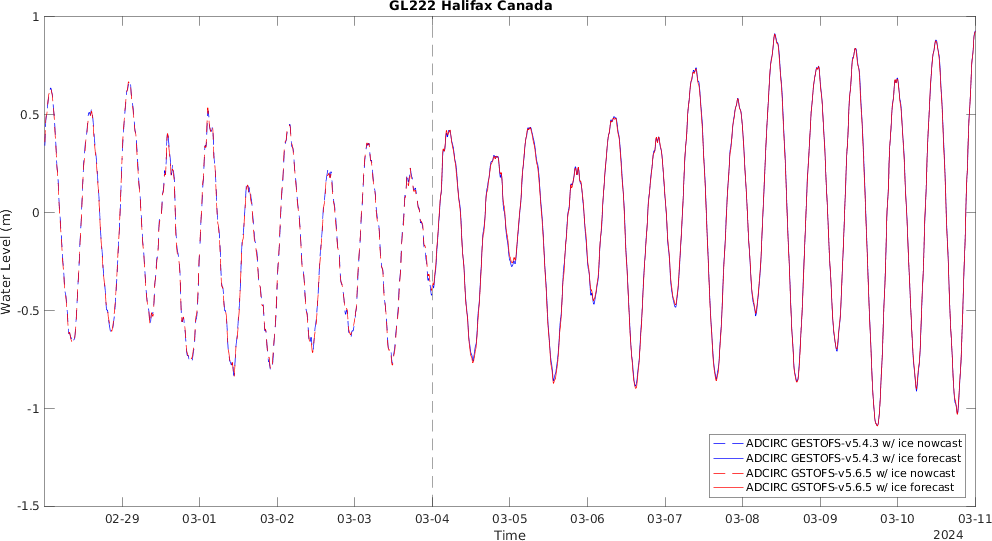 GL222 Halifax Canada
1
0.5
0
-0.5
-1
-1.5
Water Level (m)
02-29 03-01 03-02 03-03 03-04 03-05 03-06 03-07 03-08 03-09 03-10 03-11
Time
2024
ADCIRC GESTOFS-v5.4.3 w/ ice nowcast
ADCIRC GESTOFS-v5.4.3 w/ ice forecast
ADCIRC GSTOFS-v5.6.5 w/ ice nowcast
ADCIRC GSTOFS-v5.6.5 w/ ice forecast